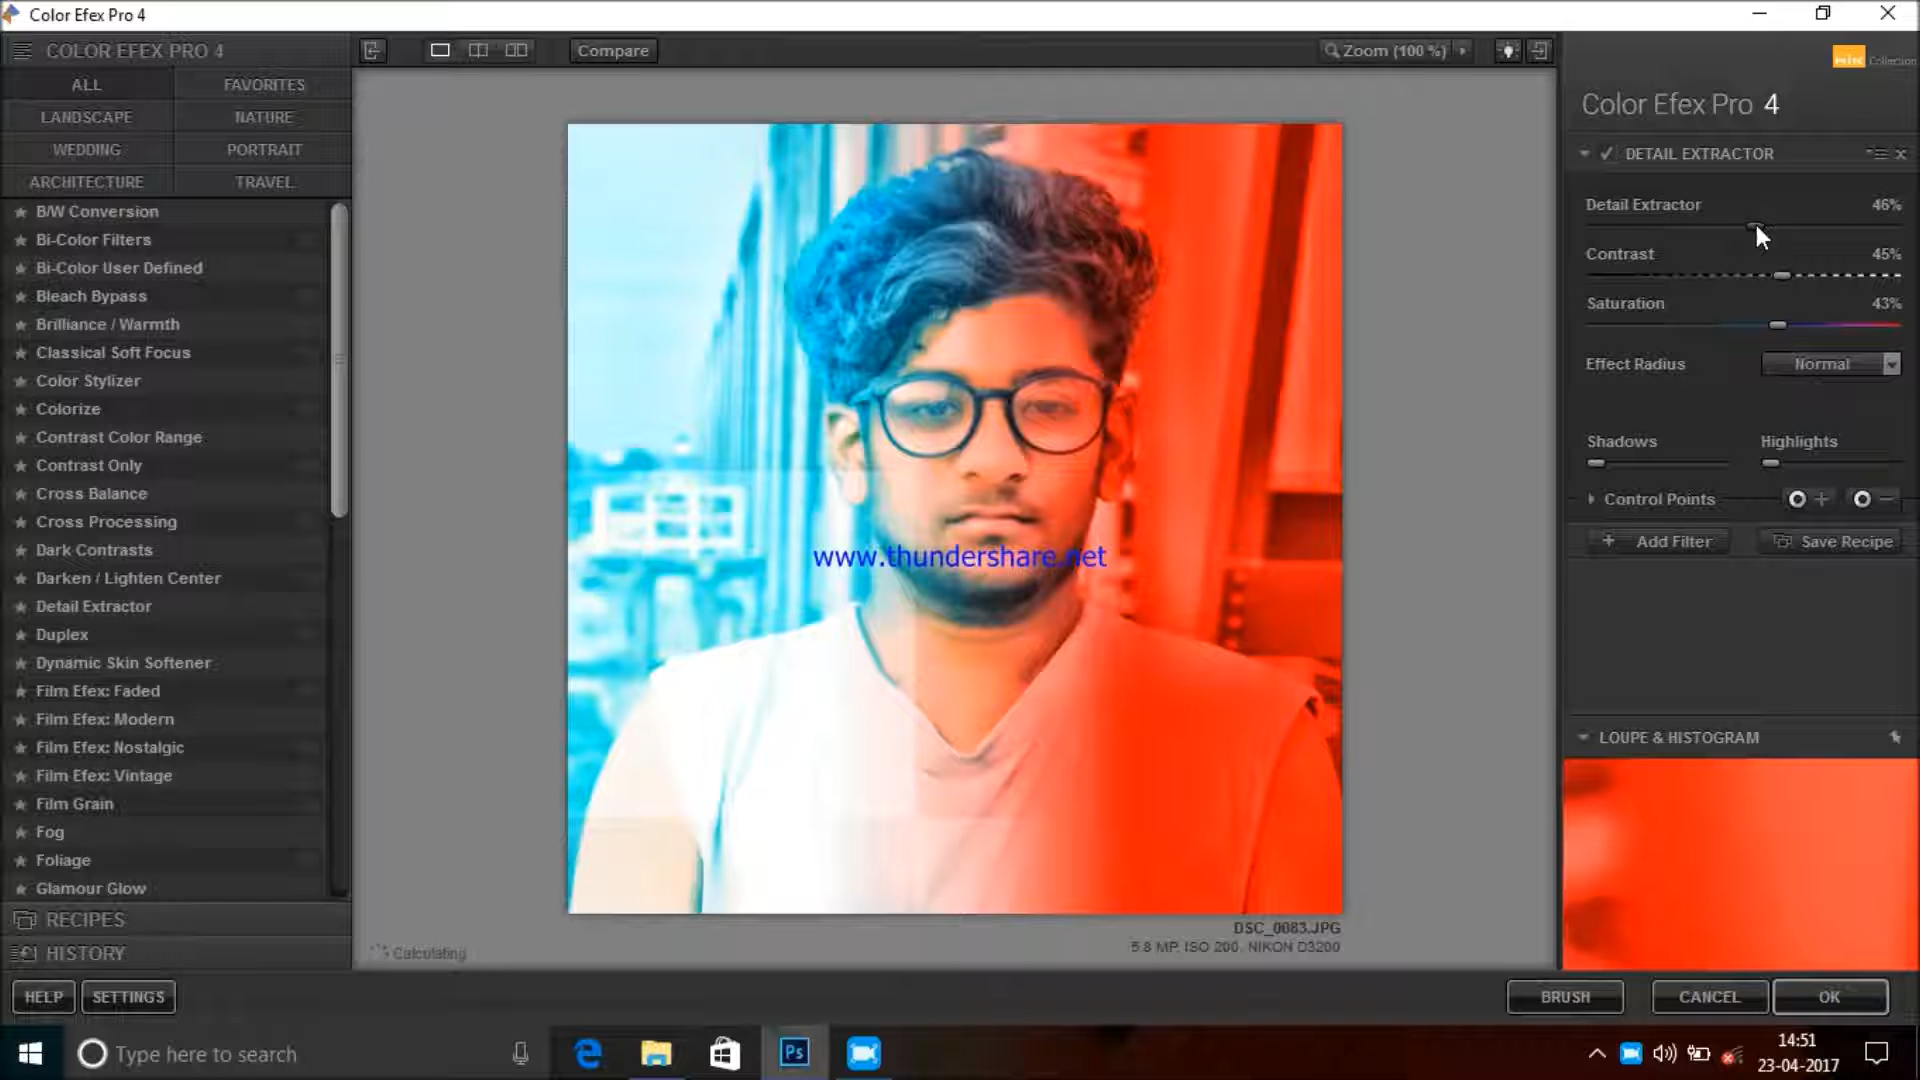 Color Efex Pro 4
COLOR EFEX PRO 4
Compare
Zoom (100 %)
Collection
ALL
FAVORITES
LANDSCAPE
NATURE
WEDDING
PORTRAIT
ARCHITECTURE
TRAVEL
B/W Conversion
Bi-Color Filters
Bi-Color User Defined
Bleach Bypass
Brilliance / Warmth
Classical Soft Focus
Color Stylizer
Colorize
Contrast Color Range
Contrast Only
Cross Balance
Cross Processing
Dark Contrasts
Darken / Lighten Center
Detail Extractor
Duplex
Dynamic Skin Softener
Film Efex: Faded
Film Efex: Modern
Film Efex: Nostalgic
Film Efex: Vintage
Film Grain
Fog
Foliage
Glamour Glow
RECIPES
HISTORY
HELP
SETTINGS
www.thundershare.net
DSC_0083.JPG
5.8 MP, ISO 200, NIKON D3200
Calculating
Color Efex Pro 4
DETAIL EXTRACTOR
Detail Extractor 46%
Contrast 45%
Saturation 43%
Effect Radius Normal
Shadows Highlights
Control Points
Add Filter
Save Recipe
LOUPE & HISTOGRAM
BRUSH
CANCEL
OK
Type here to search
Ps
14:51
23-04-2017